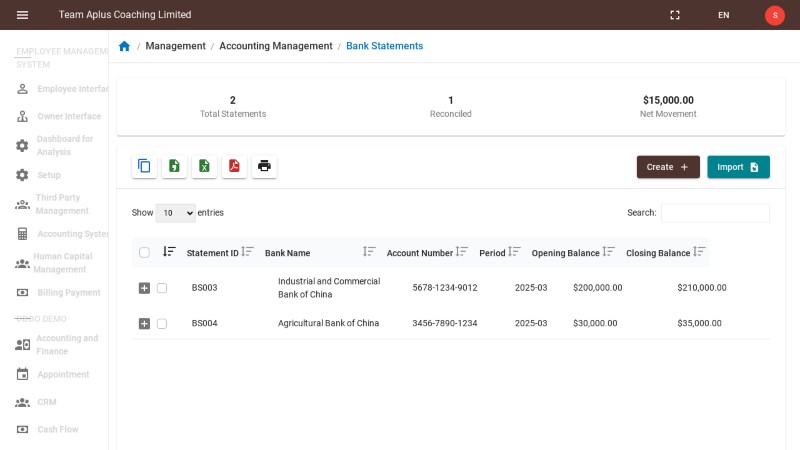 Team Aplus Coaching Limited
EN
S
EMPLOYEE MANAGEM
SYSTEM
Employee Interfac
Owner Interface
Dashboard for
Analysis
Setup
Third Party
Management
Accounting System
Human Capital
Management
Billing Payment
ODOO DEMO
Accounting and
Finance
Appointment
CRM
Cash Flow
/ Management / Accounting Management / Bank Statements
2
Total Statements
1
Reconciled
$15,000.00
Net Movement
Create +
Import
Show 10 entries
Search:
Statement ID Bank Name Account Number Period Opening Balance Closing Balance
BS003 Industrial and Commercial Bank of China 5678-1234-9012 2025-03 $200,000.00 $210,000.00
BS004 Agricultural Bank of China 3456-7890-1234 2025-03 $30,000.00 $35,000.00